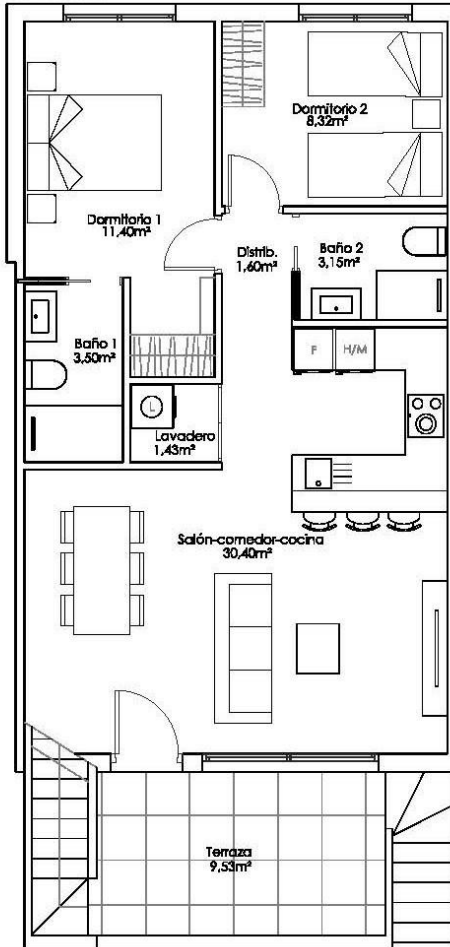 Dormitorio 2
8,32m²
Dormitorio 1
11,40m²
Distrib.
1,60m²
Baño 2
3,15m²
Baño 1
3,50m²
F
H/M
L
Lavadero
1,43m²
Salón-comedor-cocina
30,40m²
Terraza
9,53m²